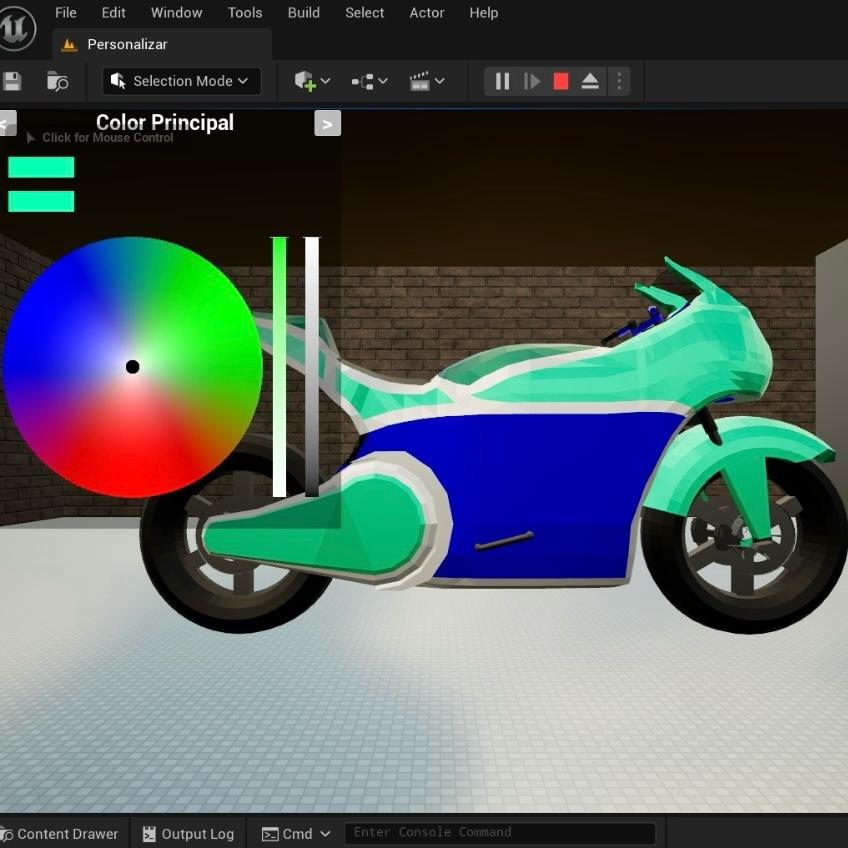 File Edit Window Tools Build Select Actor Help
Personalizar
Selection Mode
< Color Principal >
Click for Mouse Control
Content Drawer Output Log Cmd Enter Console Command